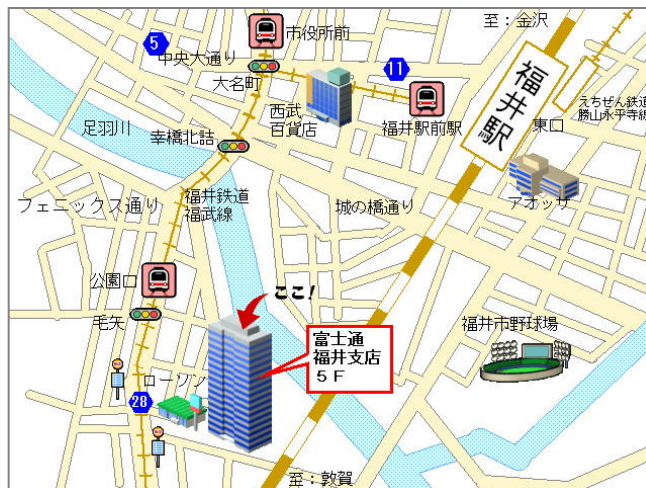 至：金沢
市役所前
5
中央大通り
大名町
11
福井駅
西武
百貨店
福井駅前駅
えちぜん鉄道
勝山永平寺線
東口
足羽川
幸橋北詰
アオッサ
フェニックス通り
福井鉄道
福武線
城の橋通り
公園口
ここ!
毛矢
福井市野球場
富士通
福井支店
５Ｆ
ローソン
28
至：敦賀